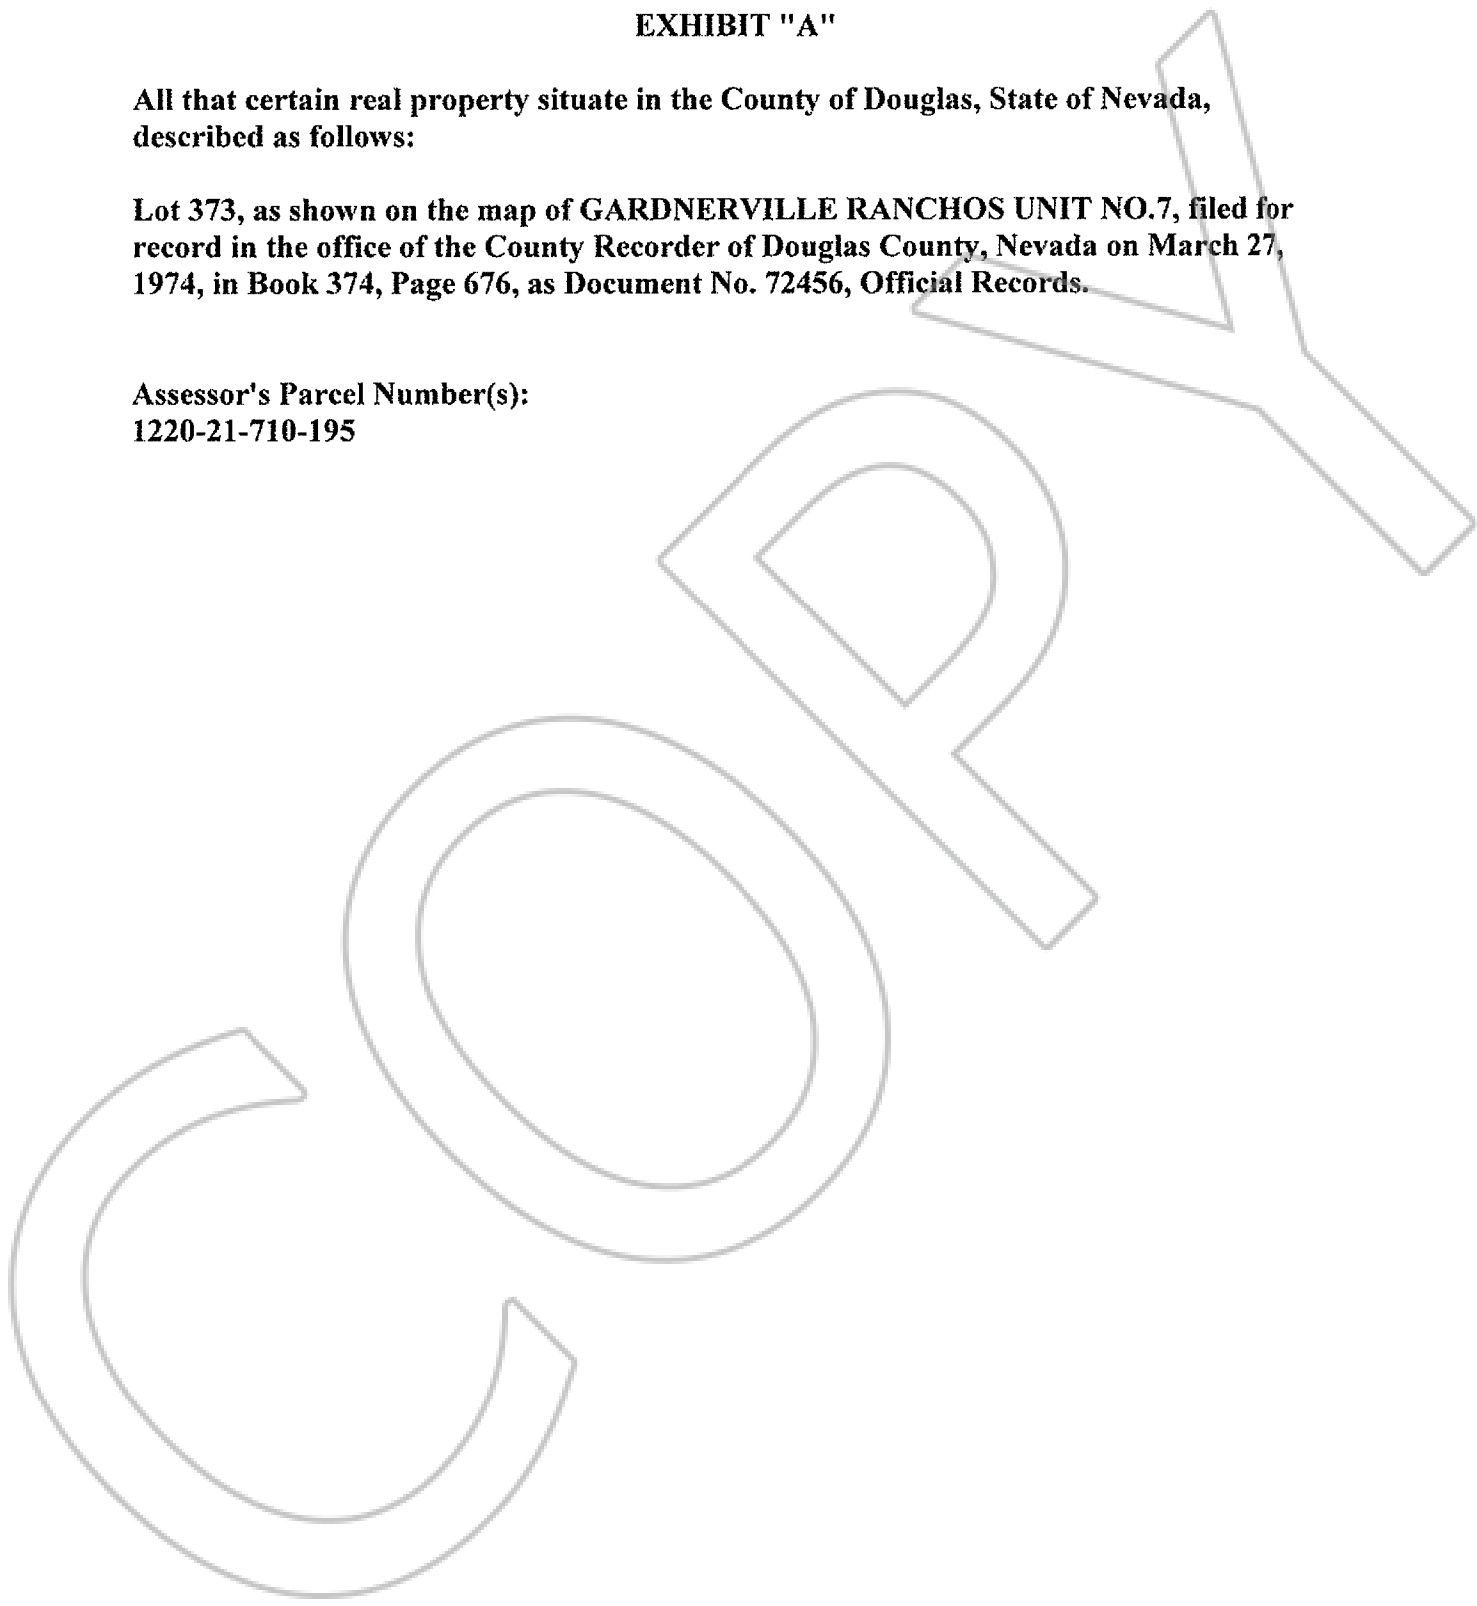 EXHIBIT "A"
All that certain real property situate in the County of Douglas, State of Nevada,
described as follows:
Lot 373, as shown on the map of GARDNERVILLE RANCHOS UNIT NO.7, filed for
record in the office of the County Recorder of Douglas County, Nevada on March 27,
1974, in Book 374, Page 676, as Document No. 72456, Official Records.
Assessor's Parcel Number(s):
1220-21-710-195
COPY